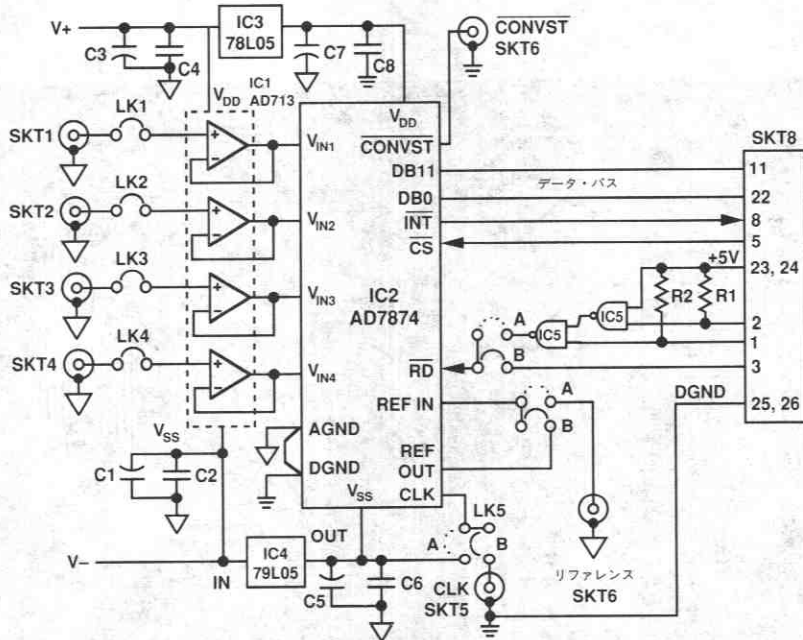 V+
IC3
78L05
C3
C4
C7
C8
CONVST
SKT6
IC1
AD713
VDD
VDD
SKT8
SKT1
LK1
+
−
VIN1
CONVST
DB11
データ・バス
11
DB0
22
SKT2
LK2
+
−
VIN2
INT
8
CS
5
+5V
23, 24
SKT3
LK3
+
−
VIN3
IC2
AD7874
R2
R1
A
IC5
IC5
2
1
SKT4
LK4
+
−
VIN4
RD
B
3
A
DGND
REF IN
25, 26
B
AGND
VSS
REF
OUT
DGND
C1
C2
VSS
CLK
LK5
OUT
A
B
V−
IN
IC4
79L05
C5
C6
CLK
SKT5
リファレンス
SKT6